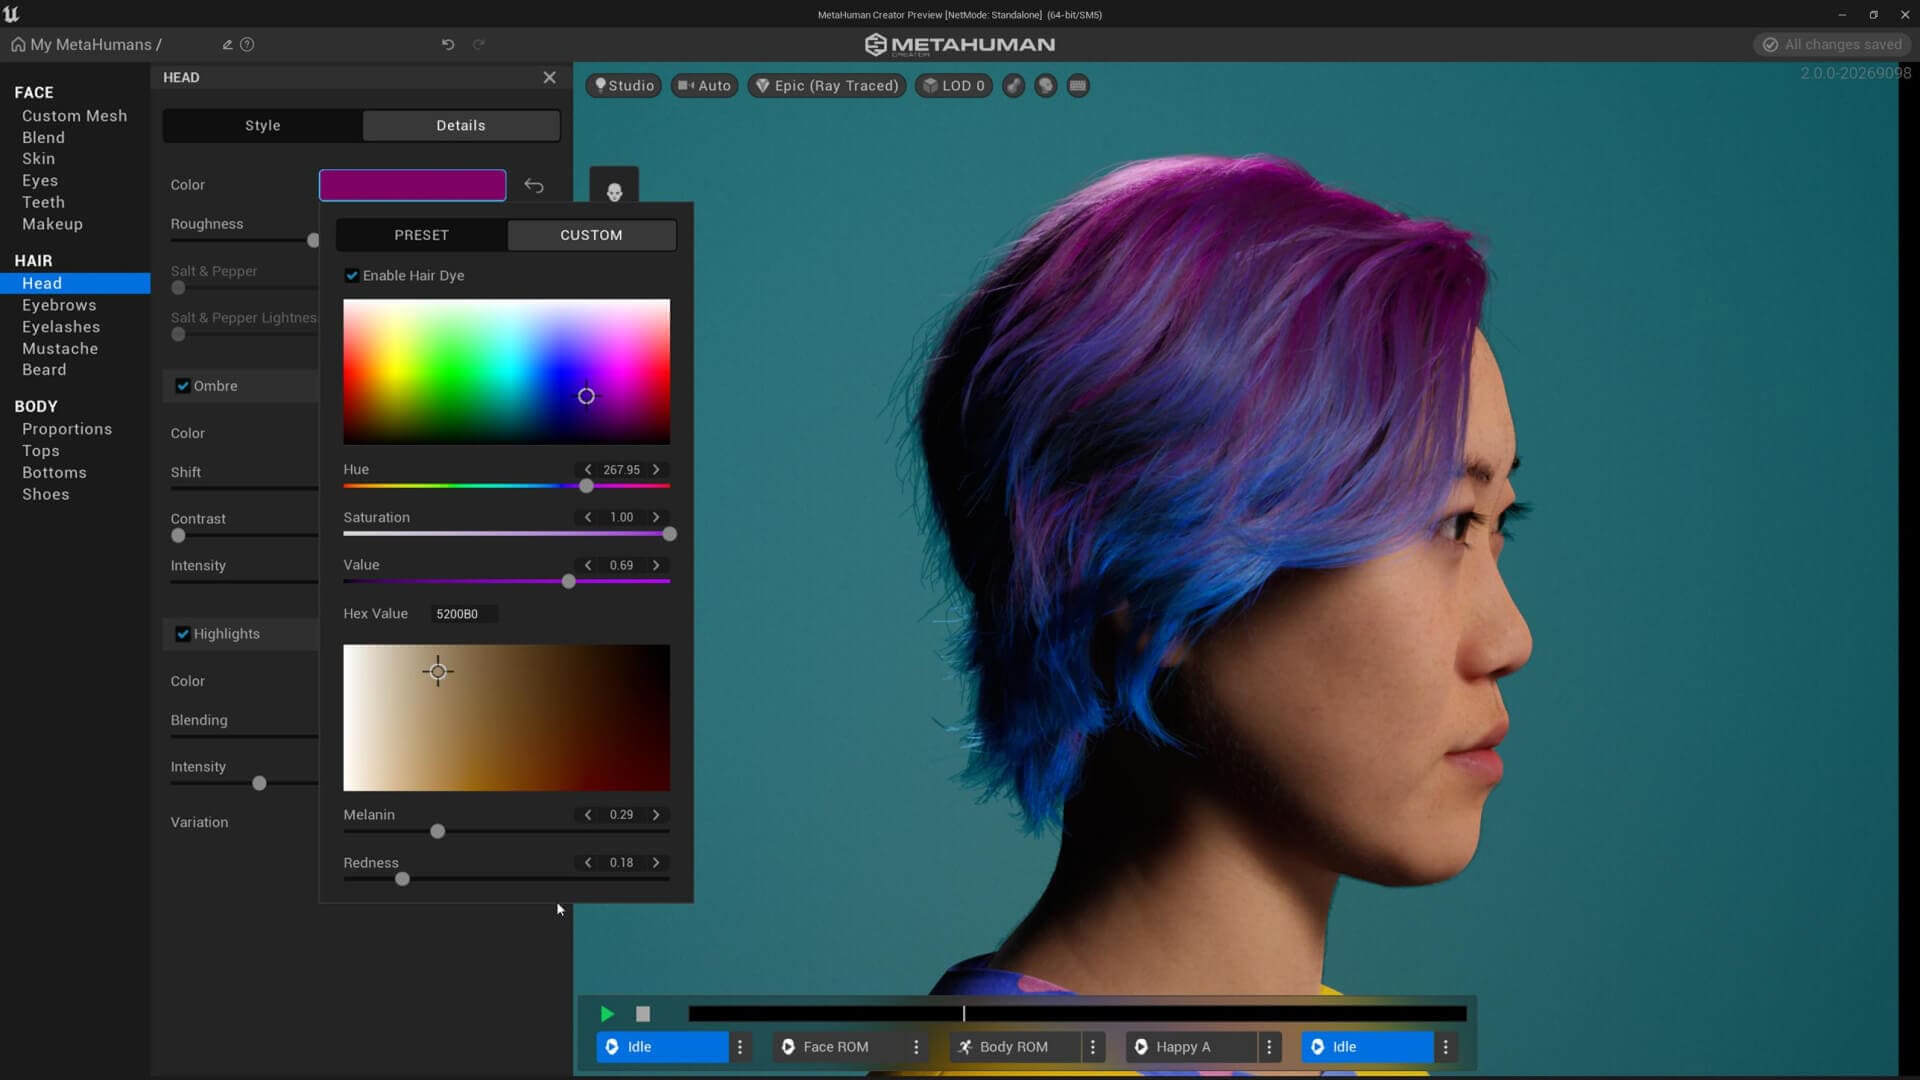 MetaHuman Creator Preview [NetMode: Standalone] (64-bit/SM5)
My MetaHumans /
METAHUMAN
CREATOR
All changes saved
2.0.0-20269098
FACE
Custom Mesh
Blend
Skin
Eyes
Teeth
Makeup
HAIR
Head
Eyebrows
Eyelashes
Mustache
Beard
BODY
Proportions
Tops
Bottoms
Shoes
HEAD
Style
Details
Color
Roughness
Salt & Pepper
Salt & Pepper Lightnes
Ombre
Color
Shift
Contrast
Intensity
Highlights
Color
Blending
Intensity
Variation
PRESET
CUSTOM
Enable Hair Dye
Hue
267.95
Saturation
1.00
Value
0.69
Hex Value
5200B0
Melanin
0.29
Redness
0.18
Studio
Auto
Epic (Ray Traced)
LOD 0
Idle
Face ROM
Body ROM
Happy A
Idle